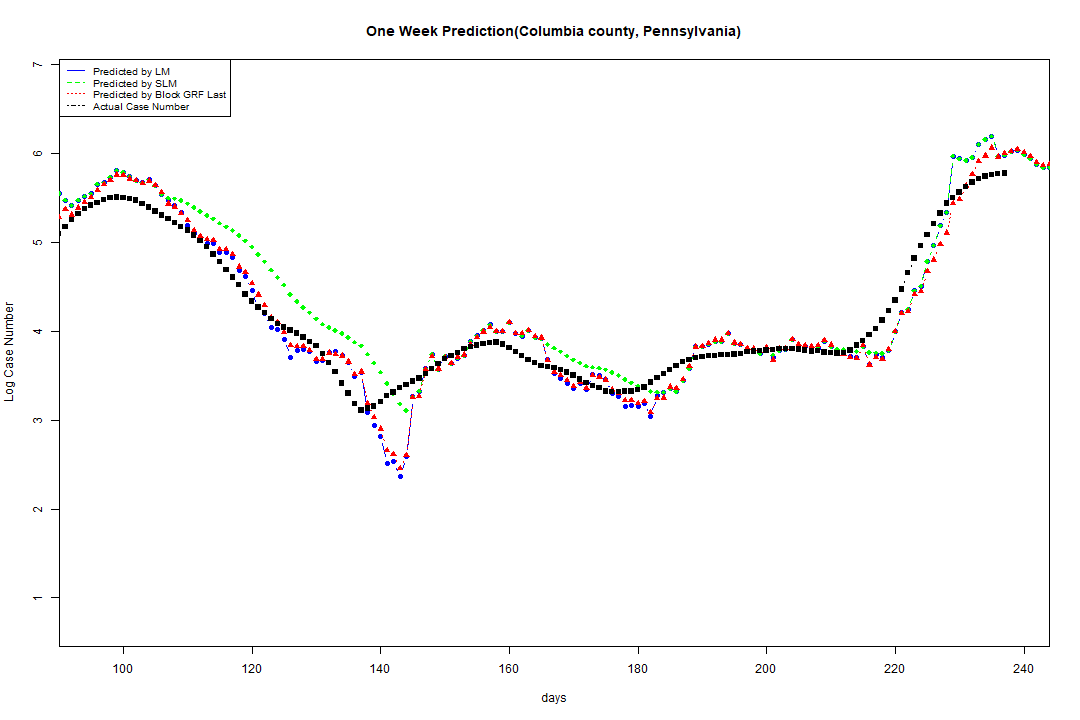 One Week Prediction(Columbia county, Pennsylvania)
Predicted by LM
Predicted by SLM
Predicted by Block GRF Last
Actual Case Number
7
6
5
4
3
2
1
Log Case Number
100 120 140 160 180 200 220 240
days